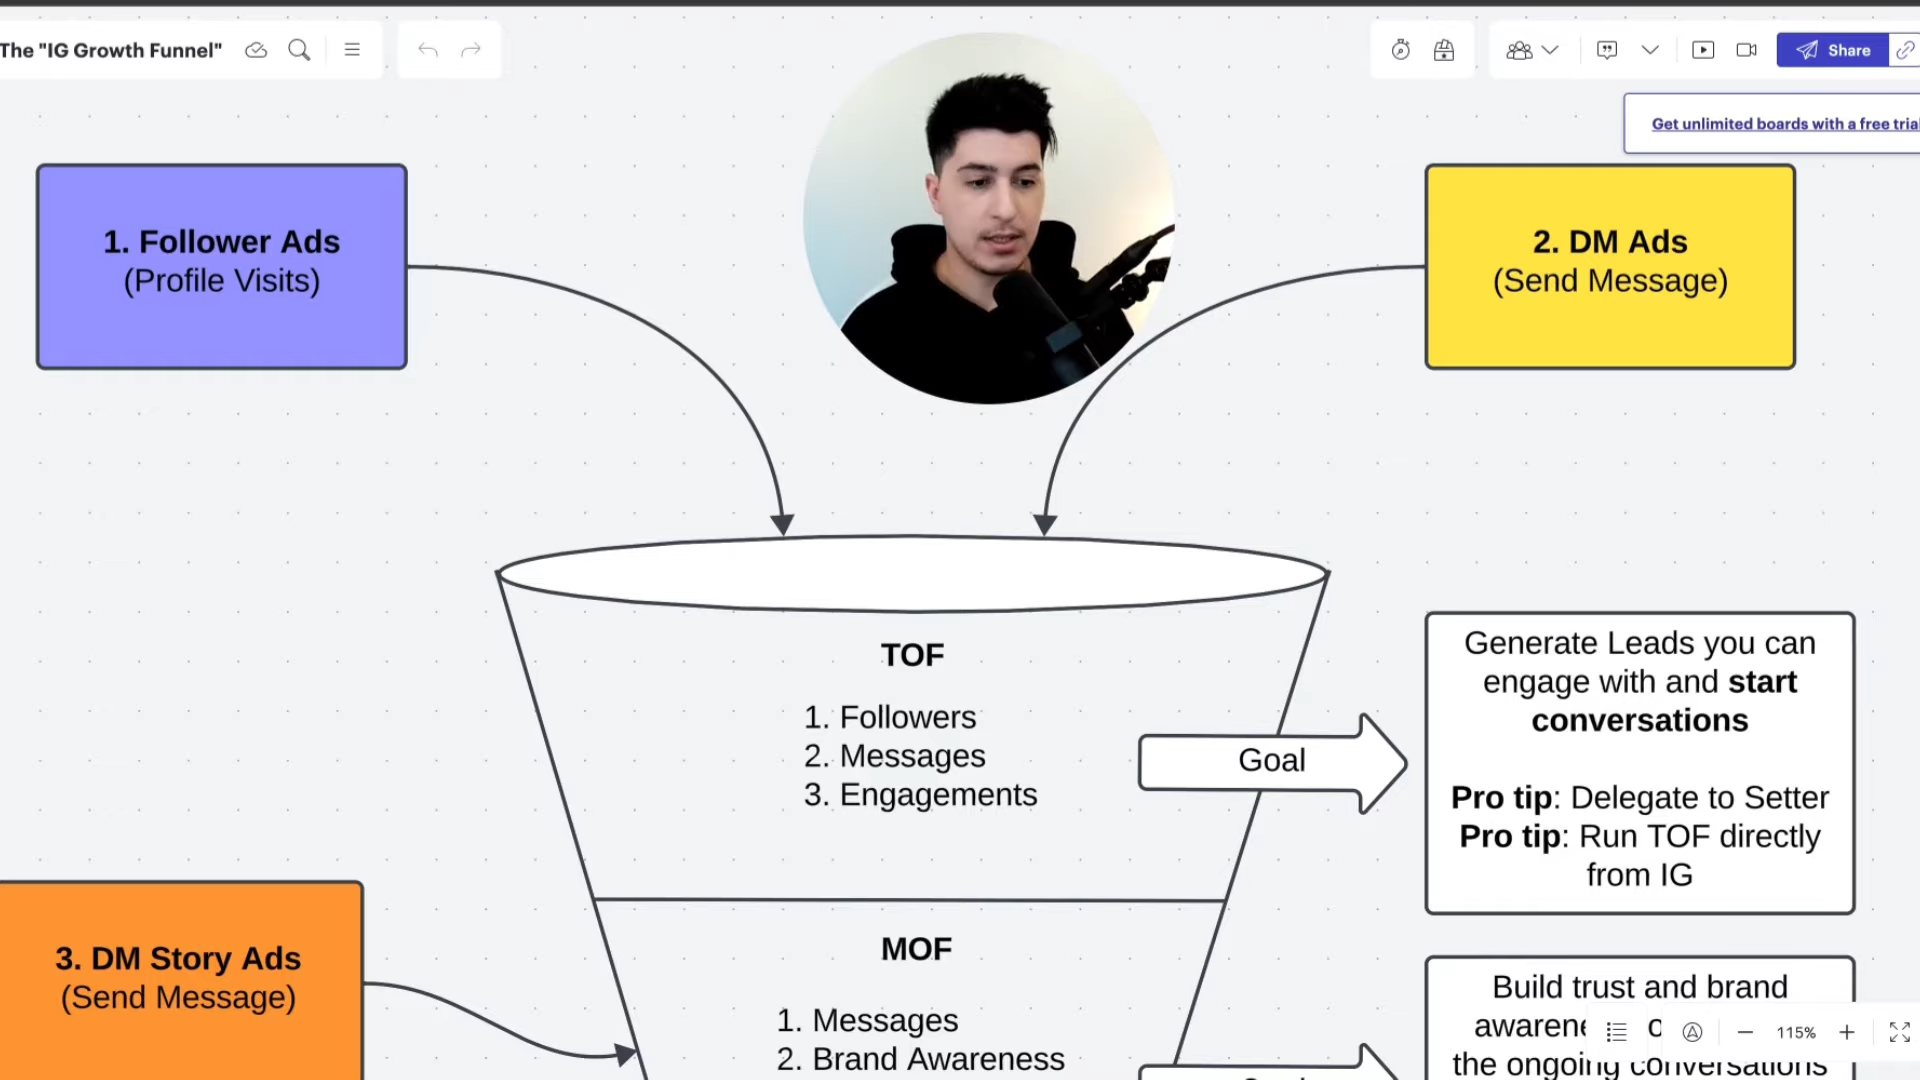 The "IG Growth Funnel"
Share
Get unlimited boards with a free trial
1. Follower Ads
(Profile Visits)
2. DM Ads
(Send Message)
TOF
1. Followers
2. Messages
3. Engagements
Goal
Generate Leads you can
engage with and start
conversations
Pro tip: Delegate to Setter
Pro tip: Run TOF directly
from IG
3. DM Story Ads
(Send Message)
MOF
1. Messages
2. Brand Awareness
Build trust and brand
the ongoing conversations
115%